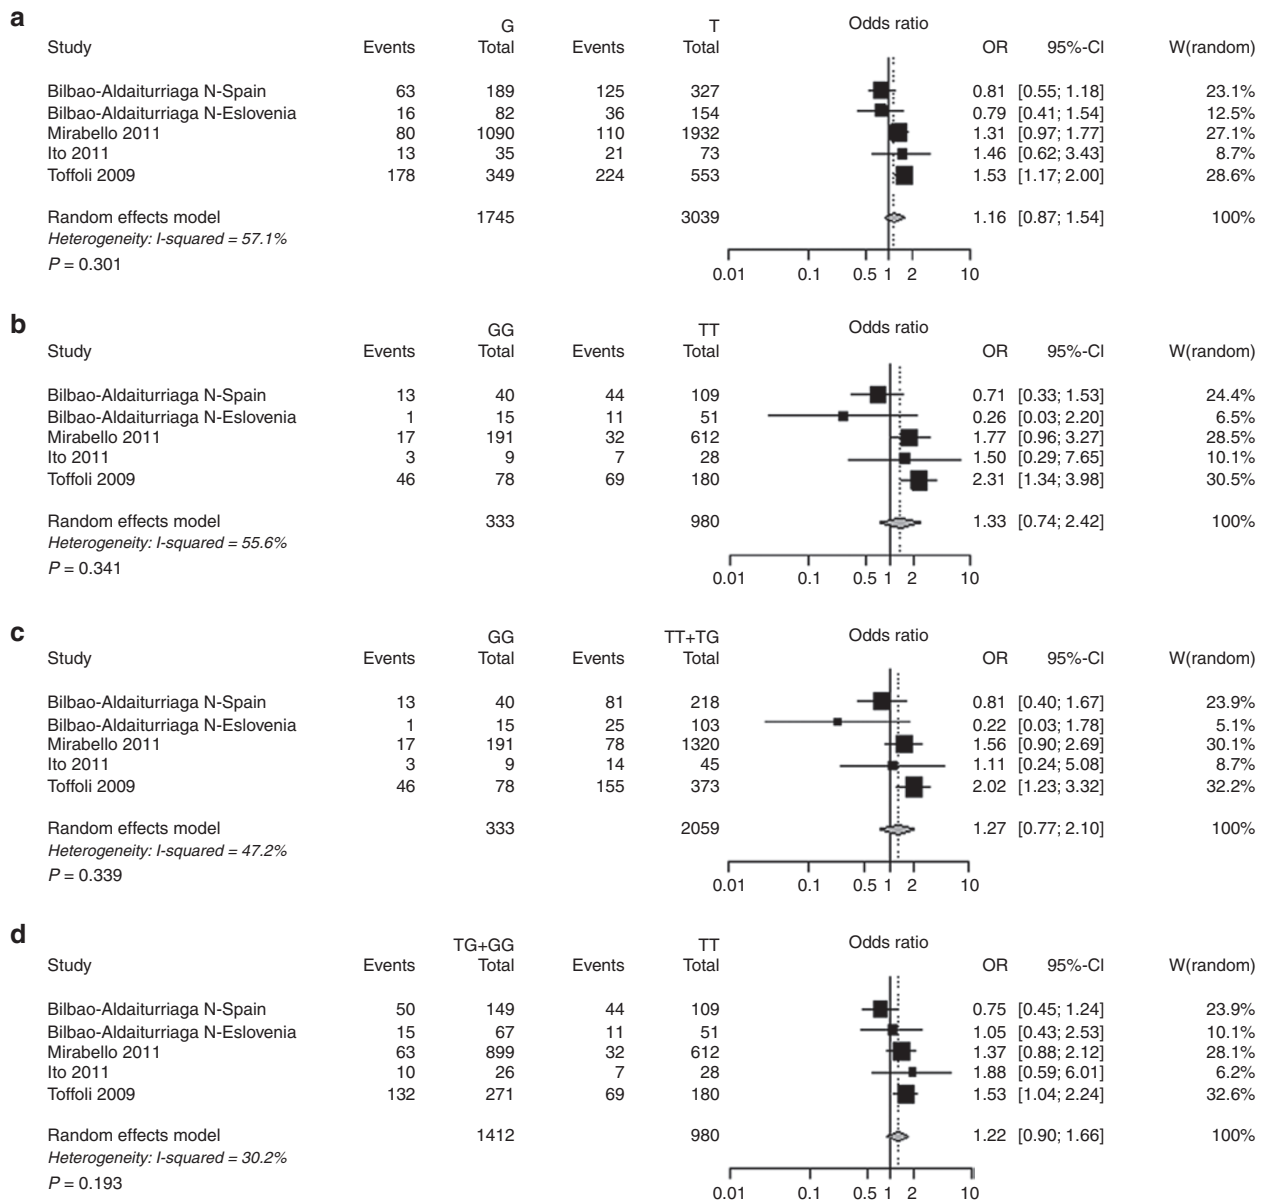 a
G T Odds ratio
Study Events Total Events Total OR 95%-CI W(random)
Bilbao-Aldaiturriaga N-Spain 63 189 125 327 0.81 [0.55; 1.18] 23.1%
Bilbao-Aldaiturriaga N-Eslovenia 16 82 36 154 0.79 [0.41; 1.54] 12.5%
Mirabello 2011 80 1090 110 1932 1.31 [0.97; 1.77] 27.1%
Ito 2011 13 35 21 73 1.46 [0.62; 3.43] 8.7%
Toffoli 2009 178 349 224 553 1.53 [1.17; 2.00] 28.6%
Random effects model 1745 3039 1.16 [0.87; 1.54] 100%
Heterogeneity: I-squared = 57.1%
P = 0.301
0.01 0.1 0.5 1 2 10
b
GG TT Odds ratio
Study Events Total Events Total OR 95%-CI W(random)
Bilbao-Aldaiturriaga N-Spain 13 40 44 109 0.71 [0.33; 1.53] 24.4%
Bilbao-Aldaiturriaga N-Eslovenia 1 15 11 51 0.26 [0.03; 2.20] 6.5%
Mirabello 2011 17 191 32 612 1.77 [0.96; 3.27] 28.5%
Ito 2011 3 9 7 28 1.50 [0.29; 7.65] 10.1%
Toffoli 2009 46 78 69 180 2.31 [1.34; 3.98] 30.5%
Random effects model 333 980 1.33 [0.74; 2.42] 100%
Heterogeneity: I-squared = 55.6%
P = 0.341
0.01 0.1 0.5 1 2 10
c
GG TT+TG Odds ratio
Study Events Total Events Total OR 95%-CI W(random)
Bilbao-Aldaiturriaga N-Spain 13 40 81 218 0.81 [0.40; 1.67] 23.9%
Bilbao-Aldaiturriaga N-Eslovenia 1 15 25 103 0.22 [0.03; 1.78] 5.1%
Mirabello 2011 17 191 78 1320 1.56 [0.90; 2.69] 30.1%
Ito 2011 3 9 14 45 1.11 [0.24; 5.08] 8.7%
Toffoli 2009 46 78 155 373 2.02 [1.23; 3.32] 32.2%
Random effects model 333 2059 1.27 [0.77; 2.10] 100%
Heterogeneity: I-squared = 47.2%
P = 0.339
0.01 0.1 0.5 1 2 10
d
TG+GG TT Odds ratio
Study Events Total Events Total OR 95%-CI W(random)
Bilbao-Aldaiturriaga N-Spain 50 149 44 109 0.75 [0.45; 1.24] 23.9%
Bilbao-Aldaiturriaga N-Eslovenia 15 67 11 51 1.05 [0.43; 2.53] 10.1%
Mirabello 2011 63 899 32 612 1.37 [0.88; 2.12] 28.1%
Ito 2011 10 26 7 28 1.88 [0.59; 6.01] 6.2%
Toffoli 2009 132 271 69 180 1.53 [1.04; 2.24] 32.6%
Random effects model 1412 980 1.22 [0.90; 1.66] 100%
Heterogeneity: I-squared = 30.2%
P = 0.193
0.01 0.1 0.5 1 2 10